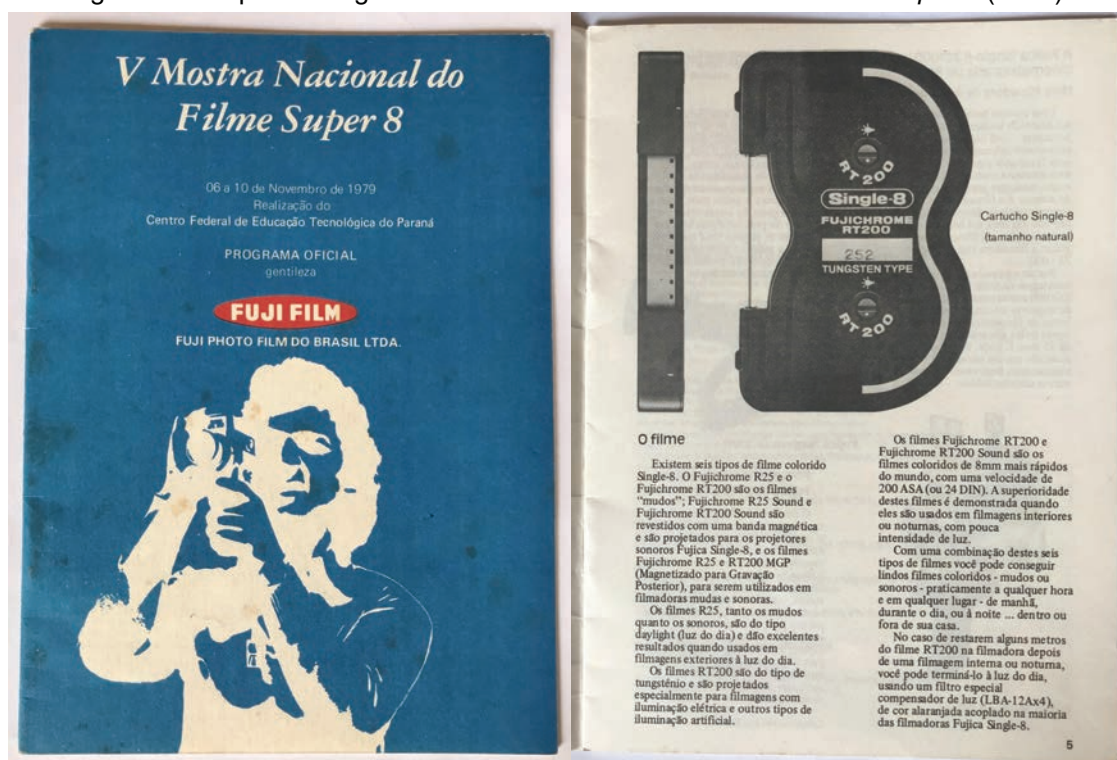 V Mostra Nacional do
Filme Super 8
06 a 10 de Novembro de 1979
Realização do
Centro Federal de Educação Tecnológica do Paraná
PROGRAMA OFICIAL
gentileza
FUJI FILM
FUJI PHOTO FILM DO BRASIL LTDA.
RT200
Single-8
FUJICHROME
RT200
252
TUNGSTEN TYPE
RT200
Cartucho Single-8
(tamanho natural)
O filme
Existem seis tipos de filme colorido
Single-8. O Fujichrome R25 e o
Fujichrome RT200 são os filmes
“mudos”; Fujichrome R25 Sound e
Fujichrome RT200 Sound são
revestidos com uma banda magnética
e são projetados para os projetores
sonoros Fujica Single-8, e os filmes
Fujichrome R25 e RT200 MGP
(Magnetizado para Gravação
Posterior), para serem utilizados em
filmadoras mudas e sonoras.
Os filmes R25, tanto os mudos
quanto os sonoros, são do tipo
daylight (luz do dia) e dão excelentes
resultados quando usados em
filmagens exteriores à luz do dia.
Os filmes RT200 são do tipo de
tungstênio e são projetados
especialmente para filmagens com
iluminação elétrica e outros tipos de
iluminação artificial.
Os filmes Fujichrome RT200 e
Fujichrome RT200 Sound são os
filmes coloridos de 8mm mais rápidos
do mundo, com uma velocidade de
200 ASA (ou 24 DIN). A superioridade
destes filmes é demonstrada quando
eles são usados em filmagens interiores
ou noturnas, com pouca
intensidade de luz.
Com uma combinação destes seis
tipos de filmes você pode conseguir
lindos filmes coloridos - mudos ou
sonoros - praticamente a qualquer hora
e em qualquer lugar - de manhã,
durante o dia, ou à noite ... dentro ou
fora de sua casa.
No caso de restarem alguns metros
do filme RT200 na filmadora depois
de uma filmagem interna ou noturna,
você pode terminá-lo à luz do dia,
usando um filtro especial
compensador de luz (LBA-12Ax4),
de cor alaranjada acoplado na maioria
das filmadoras Fujica Single-8.
5